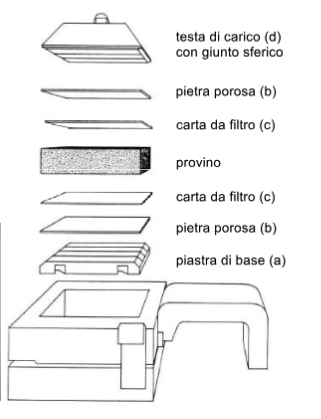 testa di carico (d)
con giunto sferico
pietra porosa (b)
carta da filtro (c)
provino
carta da filtro (c)
pietra porosa (b)
piastra di base (a)